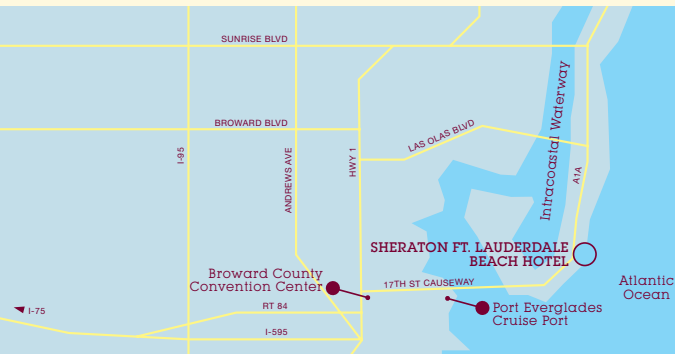 SUNRISE BLVD
BROWARD BLVD
LAS OLAS BLVD
I-95
ANDREWS AVE
HWY 1
Intracoastal Waterway
A1A
SHERATON FT. LAUDERDALE
BEACH HOTEL
Broward County
Convention Center
17TH ST CAUSEWAY
Atlantic
Ocean
I-75
RT 84
Port Everglades
Cruise Port
I-595